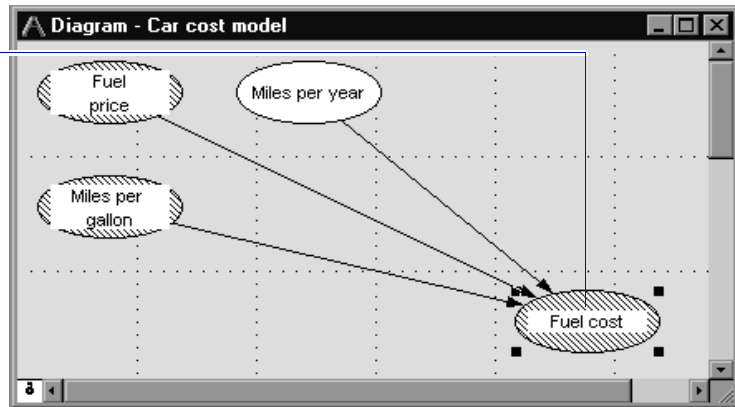 Diagram - Car cost model
Fuel
price
Miles per year
Miles per
gallon
Fuel cost